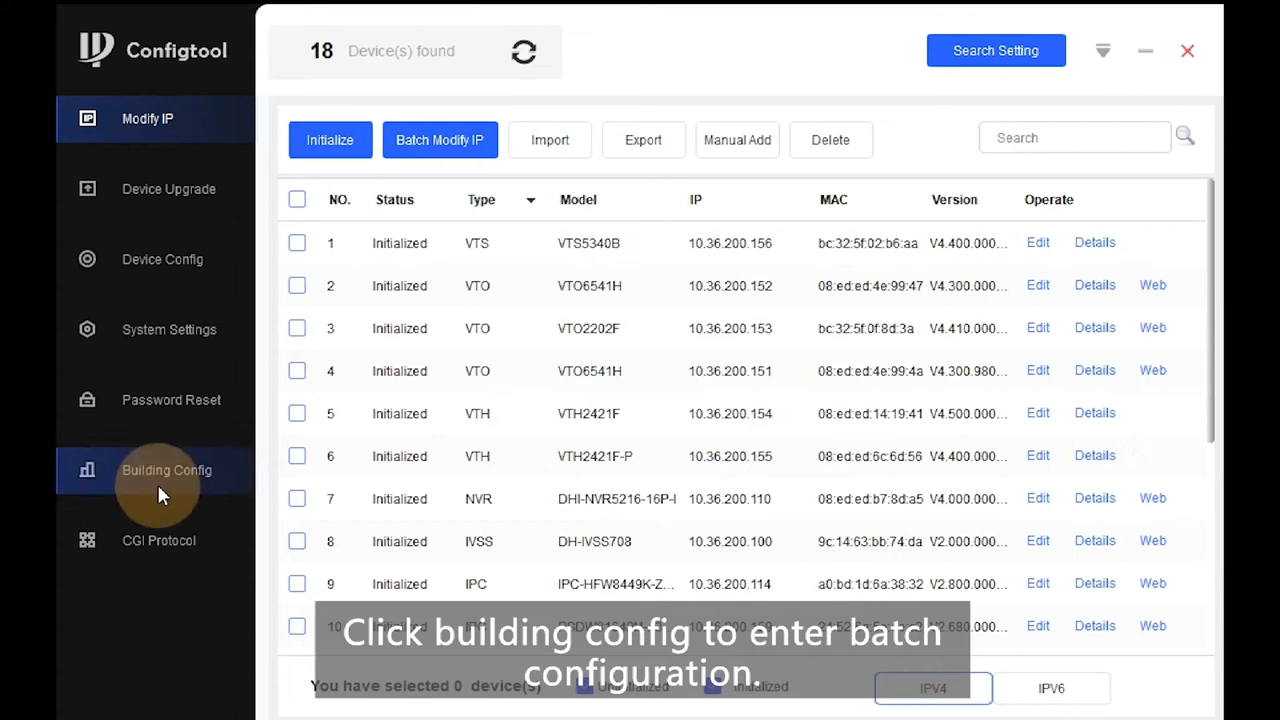 Configtool
18 Device(s) found
Search Setting
Modify IP
Device Upgrade
Device Config
System Settings
Password Reset
Building Config
CGI Protocol
Initialize Batch Modify IP Import Export Manual Add Delete Search
NO. Status Type Model IP MAC Version Operate
1 Initialized VTS VTS5340B 10.36.200.156 bc:32:5f:02:b6:aa V4.400.000... Edit Details
2 Initialized VTO VTO6541H 10.36.200.152 08:ed:ed:4e:99:47 V4.300.000... Edit Details Web
3 Initialized VTO VTO2202F 10.36.200.153 bc:32:5f:0f:8d:3a V4.410.000... Edit Details Web
4 Initialized VTO VTO6541H 10.36.200.151 08:ed:ed:4e:99:4a V4.300.980... Edit Details Web
5 Initialized VTH VTH2421F 10.36.200.154 08:ed:ed:14:19:41 V4.500.000... Edit Details
6 Initialized VTH VTH2421F-P 10.36.200.155 08:ed:ed:6c:6d:56 V4.500.000... Edit Details
7 Initialized NVR DHI-NVR5216-16P-I 10.36.200.110 08:ed:ed:b7:8d:a5 V4.000.000... Edit Details Web
8 Initialized IVSS DH-IVSS708 10.36.200.100 9c:14:63:bb:74:da V2.000.000... Edit Details Web
9 Initialized IPC IPC-HFW8449K-Z... 10.36.200.114 a0:bd:1d:6a:38:32 V2.800.000... Edit Details Web
10 Edit Details Web
Click building config to enter batch
configuration.
You have selected 0 device(s) Uninitialized Initialized IPV4 IPV6